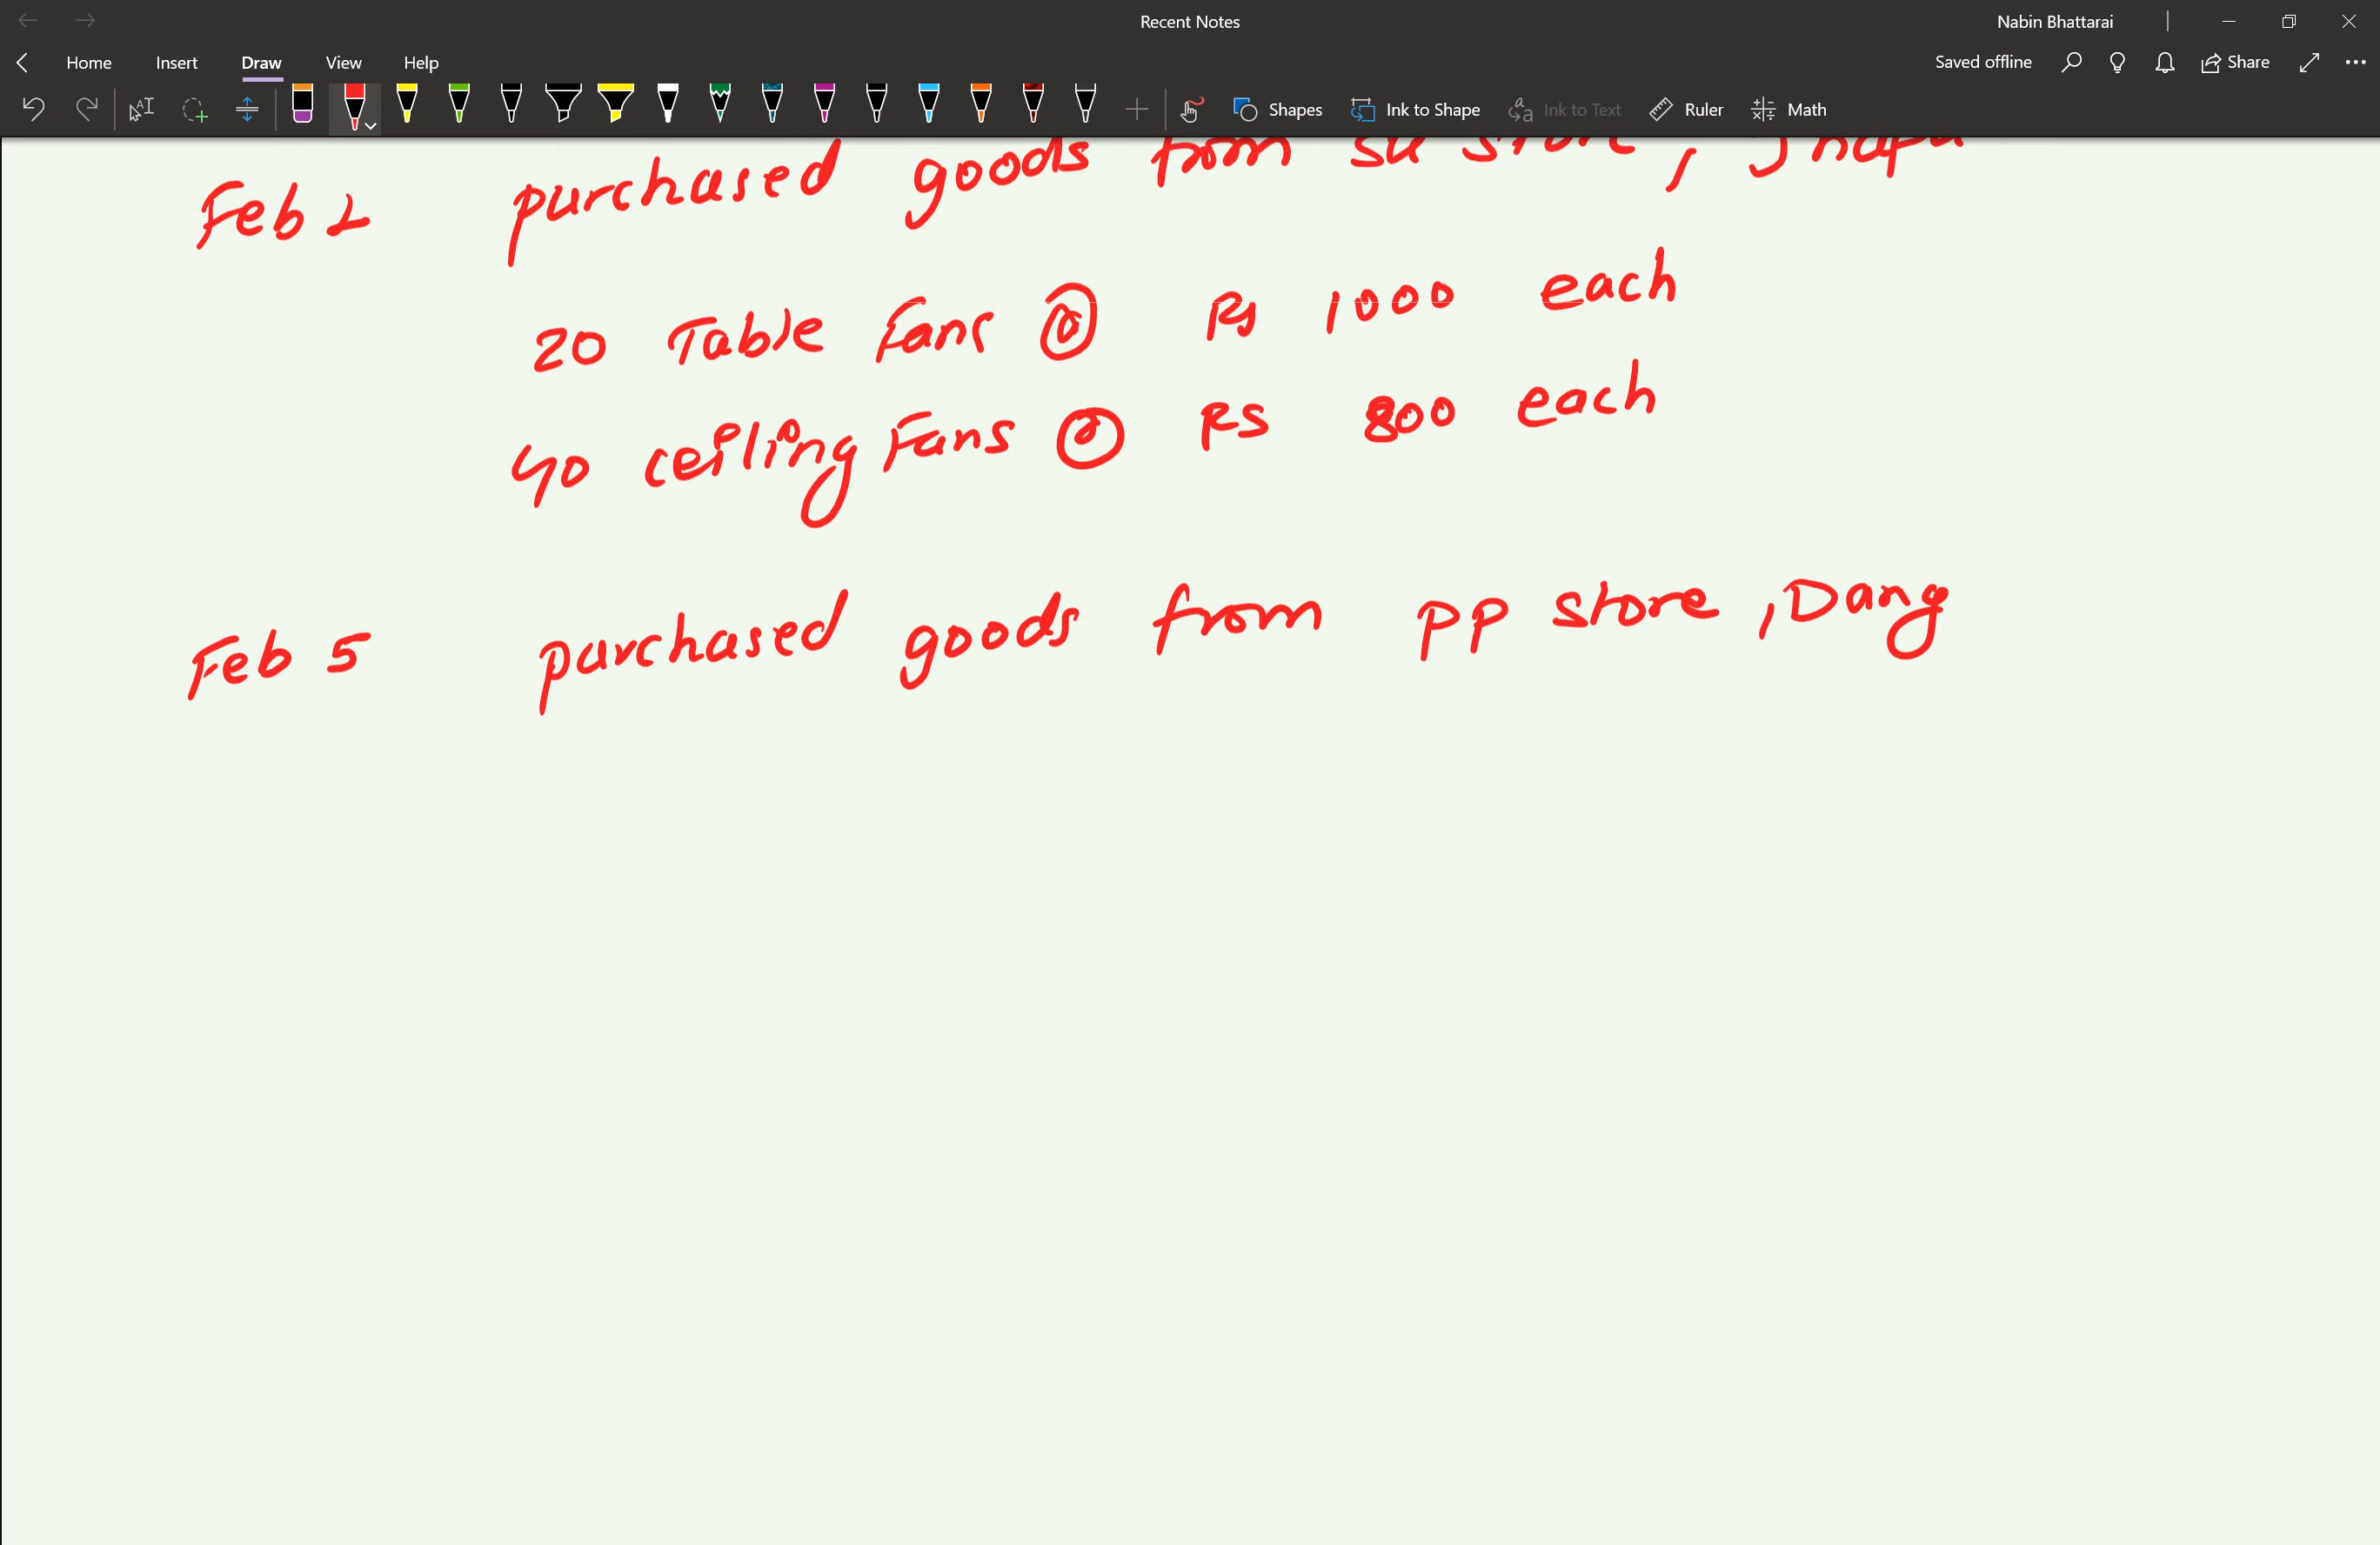 Recent Notes
Nabin Bhattarai
Home Insert Draw View Help
Saved offline Share
Shapes Ink to Shape Ink to Text Ruler Math
Feb 2 purchased goods from store, Jhapa
20 Table Fans @ Rs 1000 each
40 ceiling Fans @ Rs 800 each
Feb 5 purchased goods from PP store, Dang